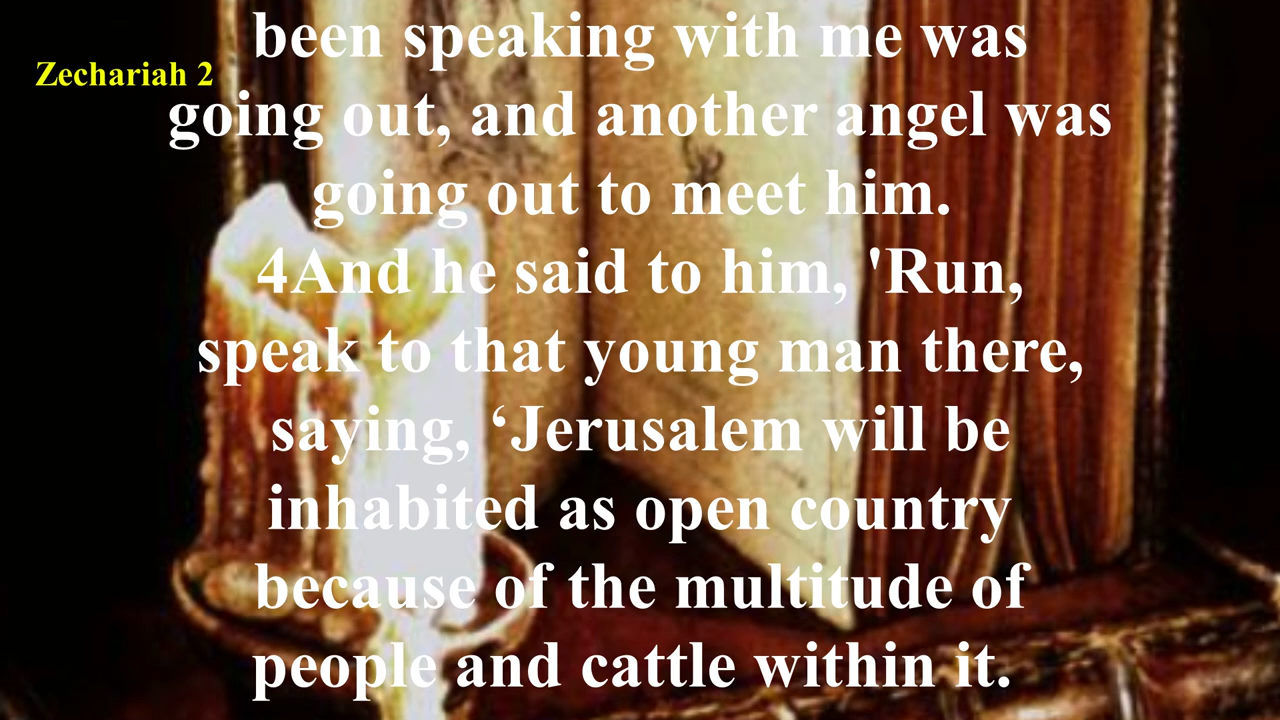 Zechariah 2
been speaking with me was
going out, and another angel was
going out to meet him.
4And he said to him, 'Run,
speak to that young man there,
saying, ‘Jerusalem will be
inhabited as open country
because of the multitude of
people and cattle within it.